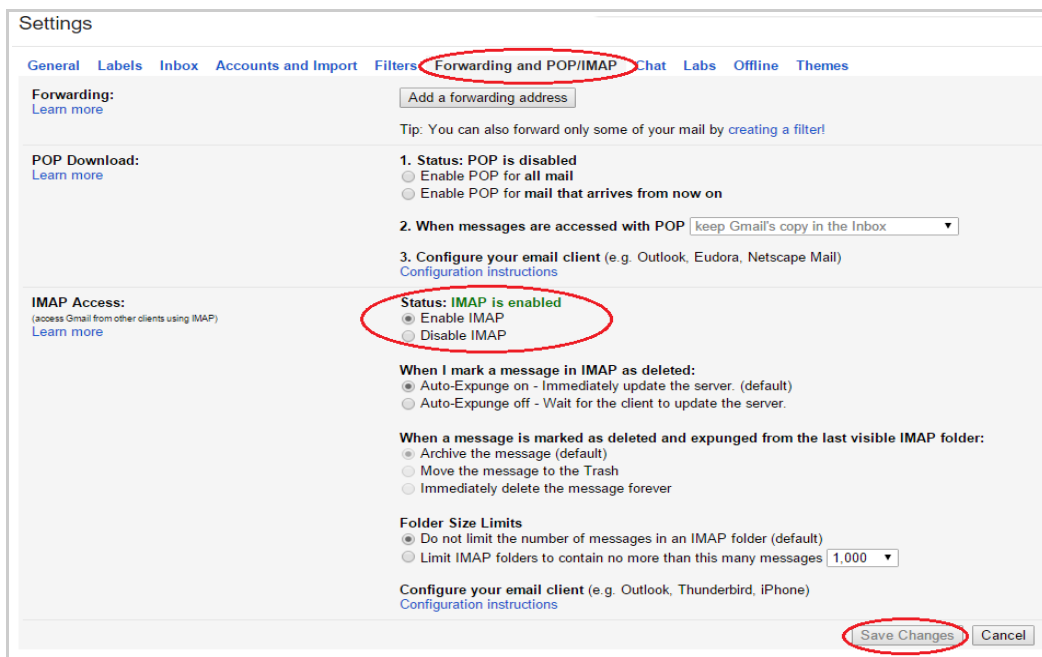 Settings
General Labels Inbox Accounts and Import Filters Forwarding and POP/IMAP Chat Labs Offline Themes
Forwarding:
Learn more
Add a forwarding address
Tip: You can also forward only some of your mail by creating a filter!
POP Download:
Learn more
1. Status: POP is disabled
Enable POP for all mail
Enable POP for mail that arrives from now on
2. When messages are accessed with POP keep Gmail's copy in the Inbox
3. Configure your email client (e.g. Outlook, Eudora, Netscape Mail)
Configuration instructions
IMAP Access:
(access Gmail from other clients using IMAP)
Learn more
Status: IMAP is enabled
Enable IMAP
Disable IMAP
When I mark a message in IMAP as deleted:
Auto-Expunge on - Immediately update the server. (default)
Auto-Expunge off - Wait for the client to update the server.
When a message is marked as deleted and expunged from the last visible IMAP folder:
Archive the message (default)
Move the message to the Trash
Immediately delete the message forever
Folder Size Limits
Do not limit the number of messages in an IMAP folder (default)
Limit IMAP folders to contain no more than this many messages 1,000
Configure your email client (e.g. Outlook, Thunderbird, iPhone)
Configuration instructions
Save Changes Cancel